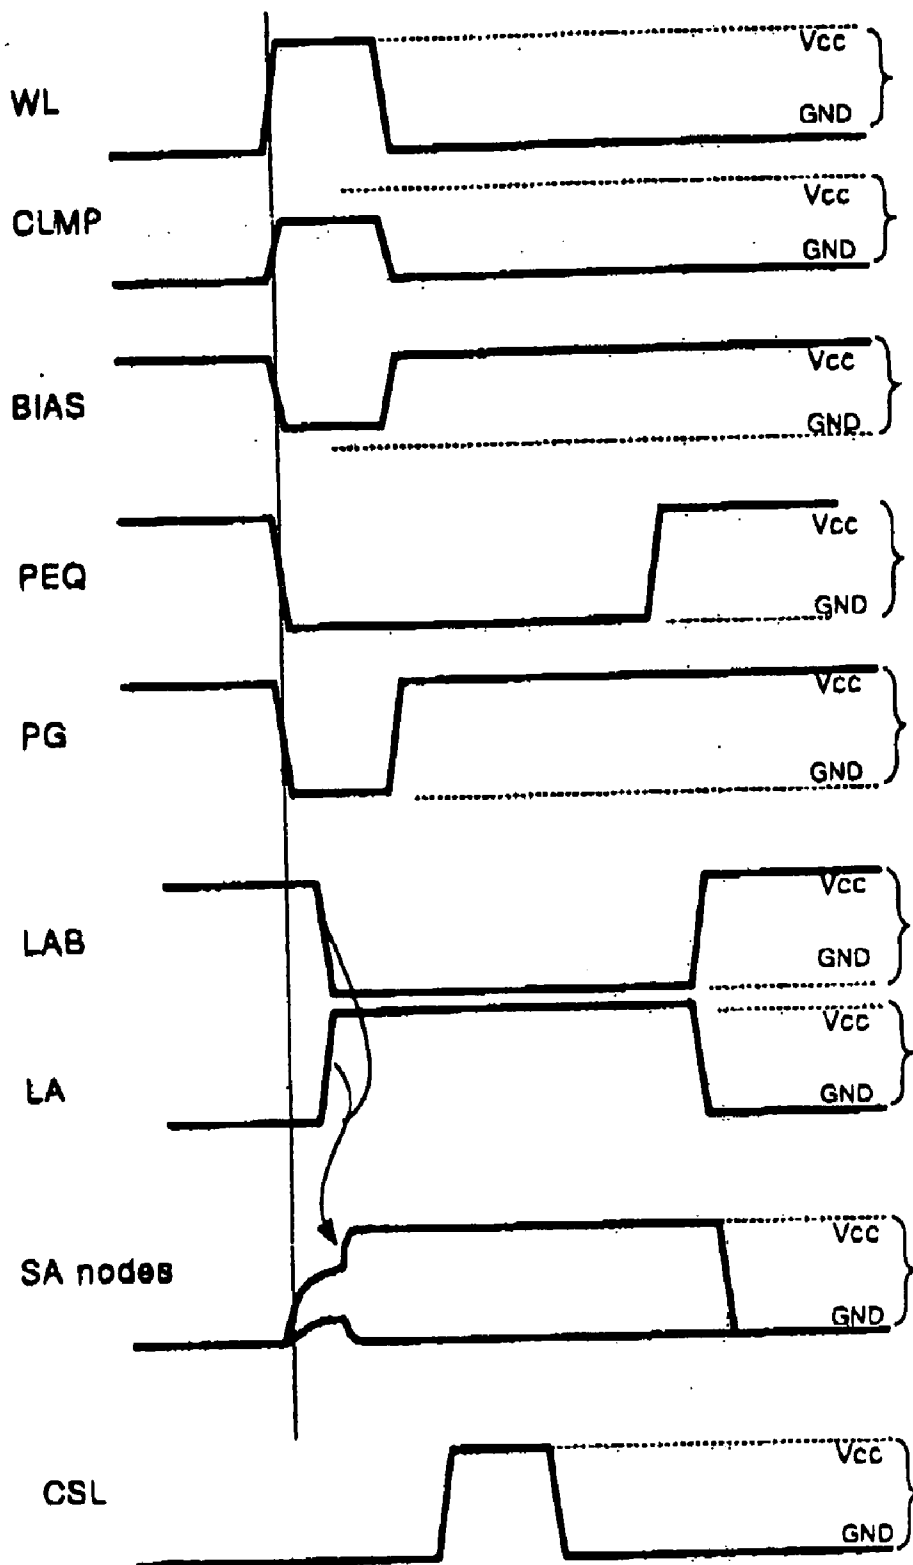 Vcc
WL
GND
Vcc
CLMP
GND
Vcc
BIAS
GND
Vcc
PEQ
GND
Vcc
PG
GND
Vcc
LAB
GND
Vcc
LA
GND
Vcc
SA nodes
GND
Vcc
CSL
GND